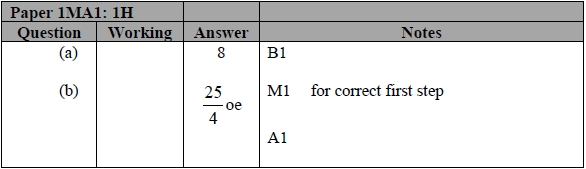 Paper 1MA1: 1H
Question Working Answer Notes
(a) 8 B1
(b) 25/4 oe M1 for correct first step
A1